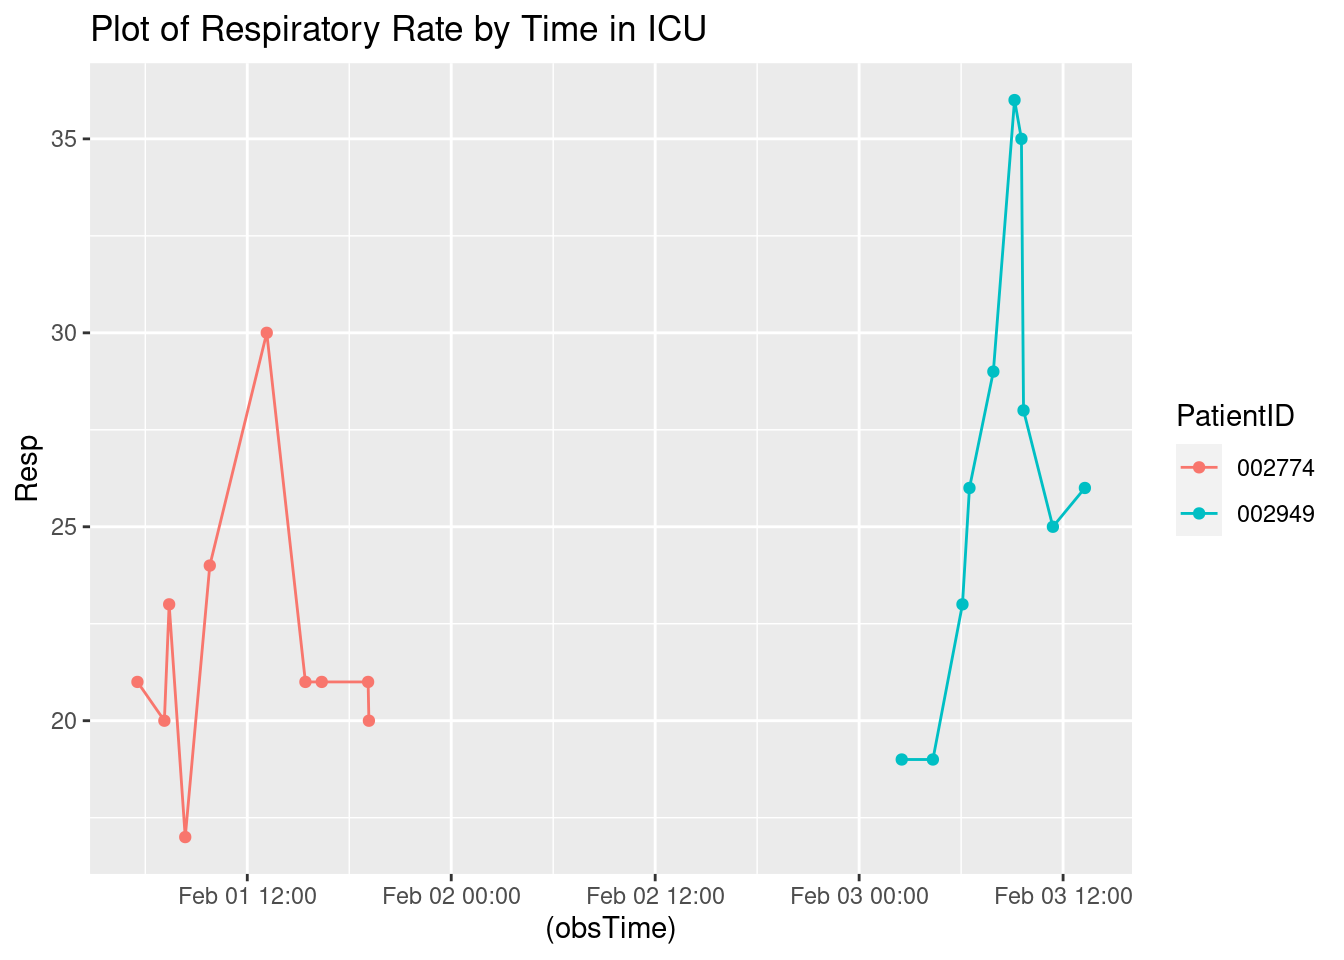 Plot of Respiratory Rate by Time in ICU
35
30
25
20
Resp
Feb 01 12:00 Feb 02 00:00 Feb 02 12:00 Feb 03 00:00 Feb 03 12:00
(obsTime)
PatientID
002774
002949